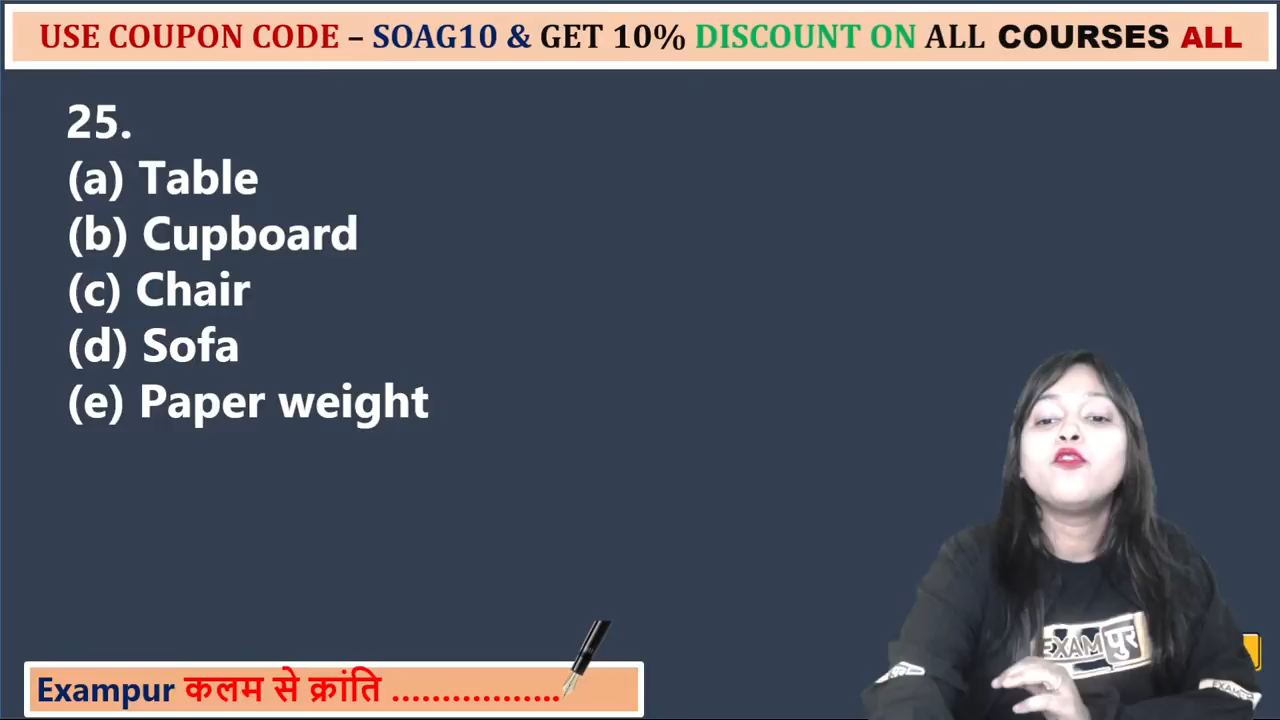 USE COUPON CODE – SOAG10 & GET 10% DISCOUNT ON ALL COURSES ALL
25.
(a) Table
(b) Cupboard
(c) Chair
(d) Sofa
(e) Paper weight
EXAMपुर
Exampur कलम से क्रांति .................